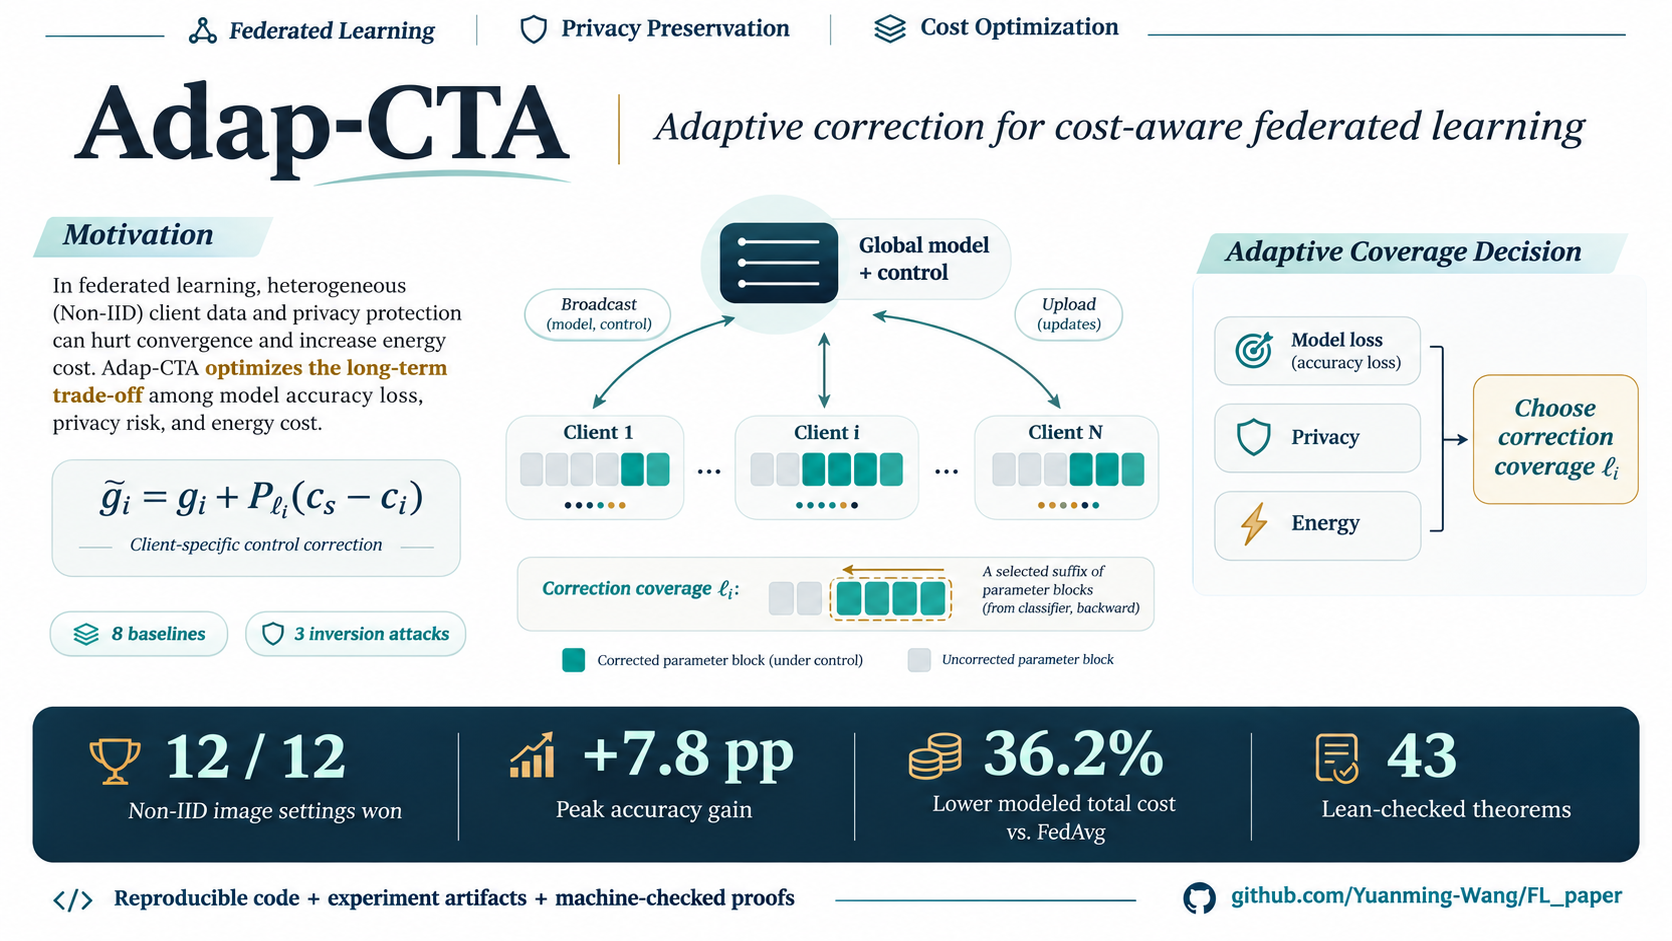 Federated Learning
Privacy Preservation
Cost Optimization
Adap-CTA
Adaptive correction for cost-aware federated learning
Motivation
In federated learning, heterogeneous
(Non-IID) client data and privacy protection
can hurt convergence and increase energy
cost. Adap-CTA optimizes the long-term
trade-off among model accuracy loss,
privacy risk, and energy cost.
g̃ᵢ = gᵢ + P_ℓᵢ(cₛ − cᵢ)
Client-specific control correction
8 baselines
3 inversion attacks
Global model
+ control
Broadcast
(model, control)
Upload
(updates)
Client 1
...
Client i
...
Client N
Correction coverage ℓᵢ:
A selected suffix of
parameter blocks
(from classifier, backward)
Corrected parameter block (under control)
Uncorrected parameter block
Adaptive Coverage Decision
Model loss
(accuracy loss)
Privacy
Energy
Choose
correction
coverage ℓᵢ
12 / 12
Non-IID image settings won
+7.8 pp
Peak accuracy gain
36.2%
Lower modeled total cost
vs. FedAvg
43
Lean-checked theorems
</> Reproducible code + experiment artifacts + machine-checked proofs
github.com/Yuanming-Wang/FL_paper